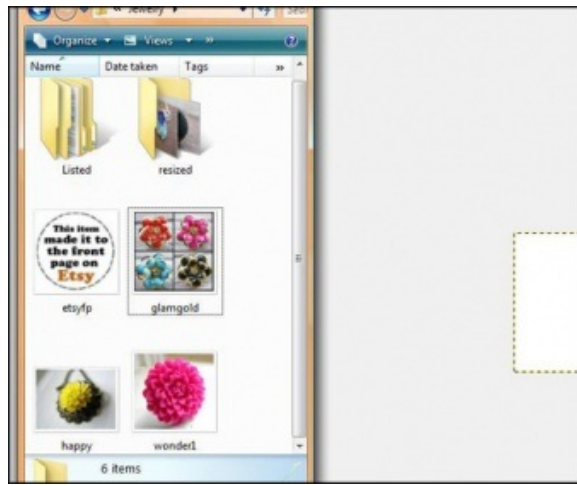 Jewelry
Organize Views »
Name Date taken Tags »
Listed resized
This item
made it to
the front
page on
Etsy
etsyfp glamgold
happy wonder1
6 items